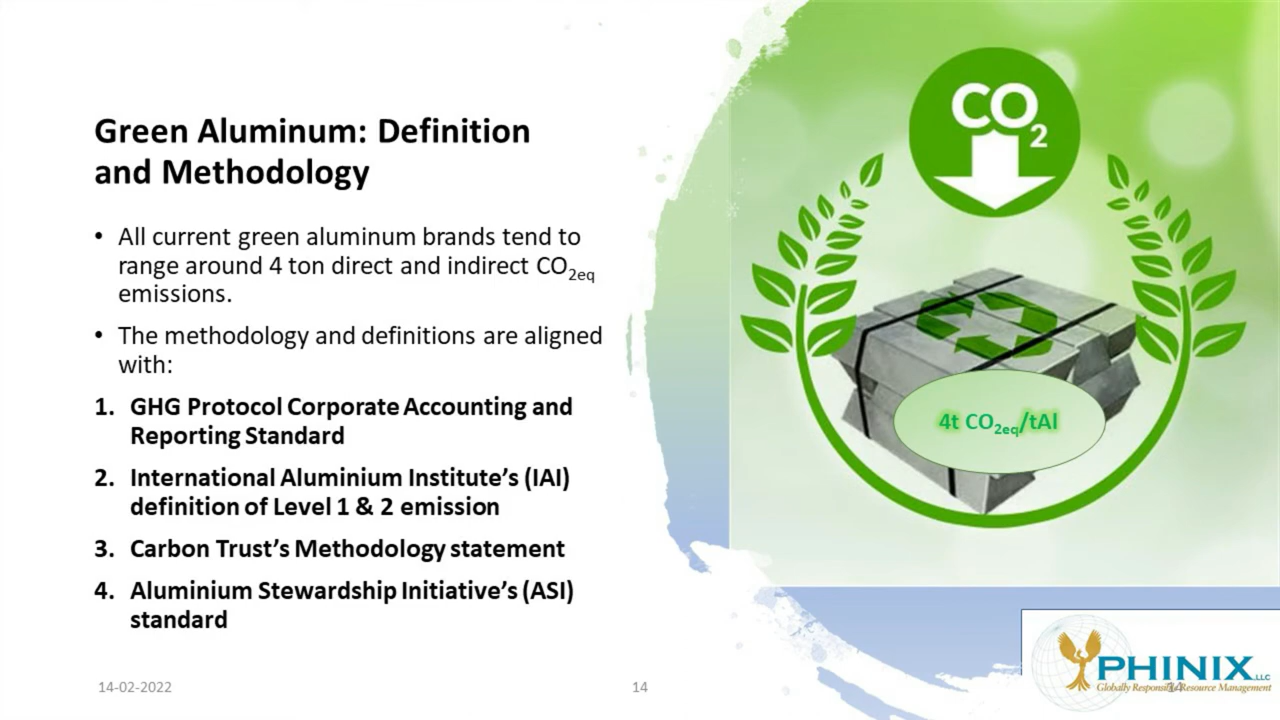 Green Aluminum: Definition
and Methodology
• All current green aluminum brands tend to
range around 4 ton direct and indirect CO2eq
emissions.
• The methodology and definitions are aligned
with:
1. GHG Protocol Corporate Accounting and
Reporting Standard
2. International Aluminium Institute's (IAI)
definition of Level 1 & 2 emission
3. Carbon Trust's Methodology statement
4. Aluminium Stewardship Initiative's (ASI)
standard
CO2
4t CO2eq/tAl
14-02-2022
14
PHINIX LLC
Globally Responsible Resource Management